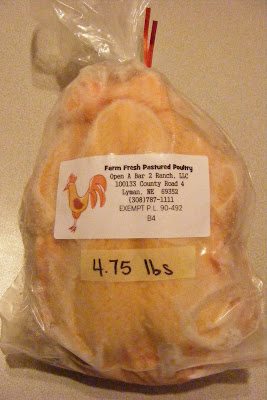 Farm Fresh Pastured Poultry
Open A Bar 2 Ranch, LLC
100133 County Road 4
Lyman, NE 69352
(308)787-1111
EXEMPT P.L. 90-492
B4
4.75 lbs